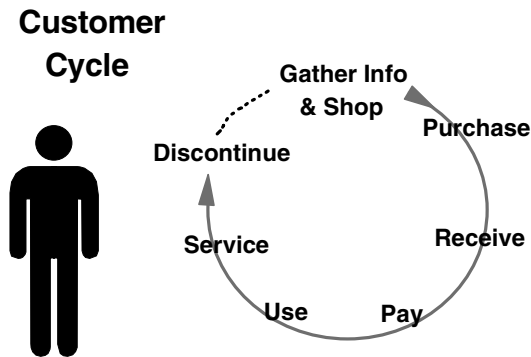 Customer
Cycle
Gather Info
& Shop
Purchase
Discontinue
Receive
Service
Use
Pay